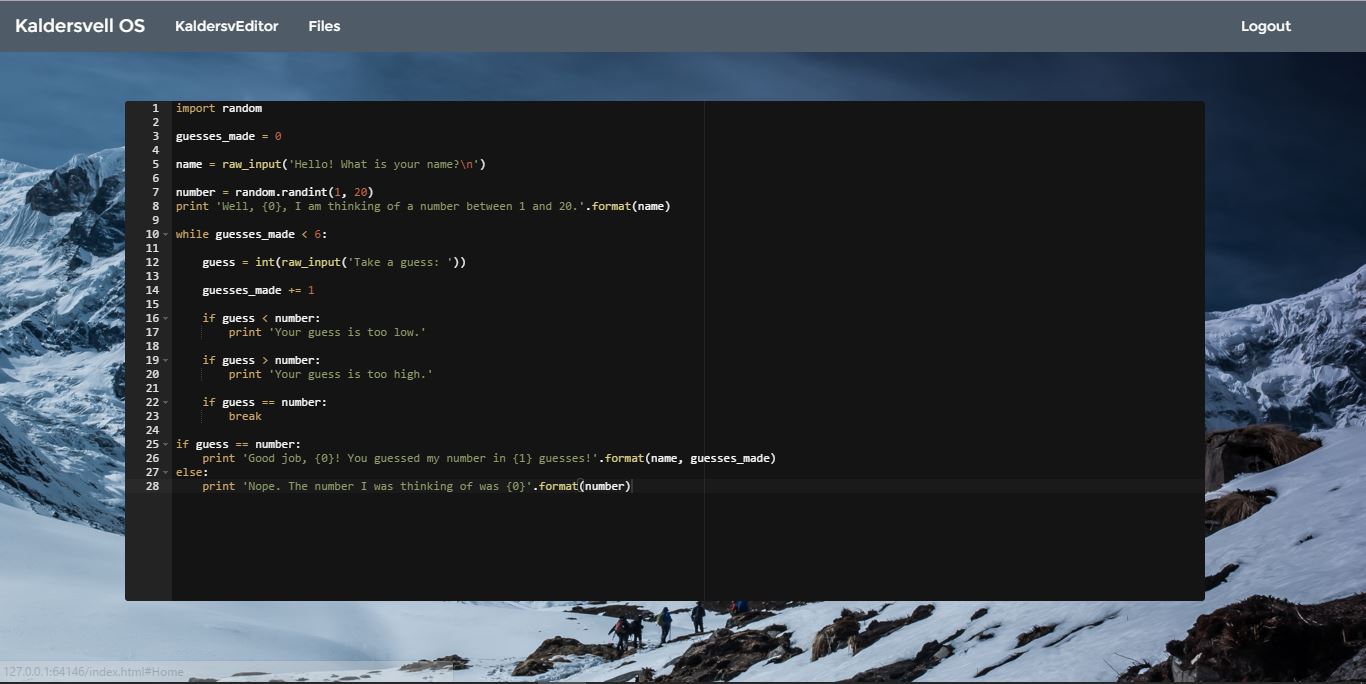 Kaldersvell OS KaldersvEditor Files Logout
1 import random
2
3 guesses_made = 0
4
5 name = raw_input('Hello! What is your name?\n')
6
7 number = random.randint(1, 20)
8 print 'Well, {0}, I am thinking of a number between 1 and 20.'.format(name)
9
10 while guesses_made < 6:
11
12     guess = int(raw_input('Take a guess: '))
13
14     guesses_made += 1
15
16     if guess < number:
17         print 'Your guess is too low.'
18
19     if guess > number:
20         print 'Your guess is too high.'
21
22     if guess == number:
23         break
24
25 if guess == number:
26     print 'Good job, {0}! You guessed my number in {1} guesses!'.format(name, guesses_made)
27 else:
28     print 'Nope. The number I was thinking of was {0}'.format(number)
127.0.0.1:64146/index.html#Home